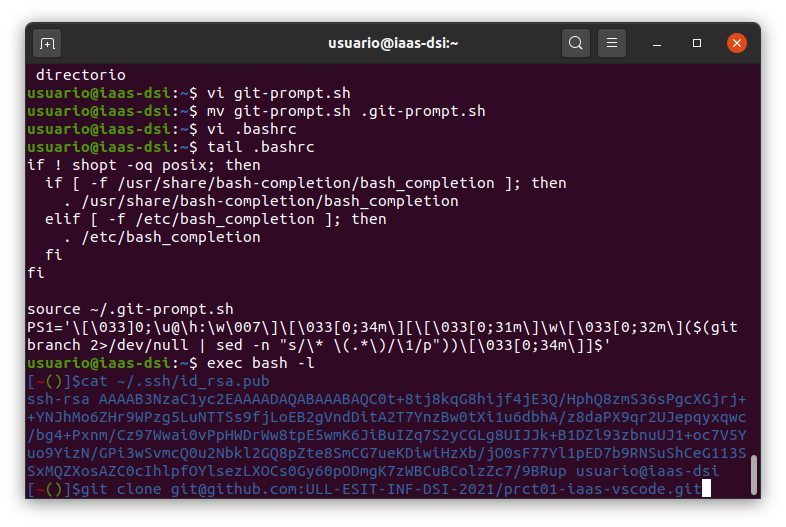 usuario@iaas-dsi:~
directorio
usuario@iaas-dsi:~$ vi git-prompt.sh
usuario@iaas-dsi:~$ mv git-prompt.sh .git-prompt.sh
usuario@iaas-dsi:~$ vi .bashrc
usuario@iaas-dsi:~$ tail .bashrc
if ! shopt -oq posix; then
  if [ -f /usr/share/bash-completion/bash_completion ]; then
    . /usr/share/bash-completion/bash_completion
  elif [ -f /etc/bash_completion ]; then
    . /etc/bash_completion
  fi
fi
source ~/.git-prompt.sh
PS1='\[\033]0;\u@\h:\w\007\]\[\033[0;34m\][\[\033[0;31m\]\w\[\033[0;32m\]($(git
branch 2>/dev/null | sed -n "s/\* \(.*\)/\1/p"))\[\033[0;34m\]]$'
usuario@iaas-dsi:~$ exec bash -l
[~()]$cat ~/.ssh/id_rsa.pub
ssh-rsa AAAAB3NzaC1yc2EAAAADAQABAAABAQC0t+8tj8kqG8hijf4jE3Q/HphQ8zmS36sPgcXGjrj+
+YNJhMo6ZHr9WPzg5LuNTTSs9fjLoEB2gVndDitA2T7YnzBw0tXi1u6dbhA/z8daPX9qr2UJepqyxqwc
/bg4+Pxnm/Cz97Wwai0vPpHWDrWw8tpE5wmK6JiBuIZq7S2yCGLg8UIJJk+B1DZl93zbnuUJ1+oc7V5Y
uo9YizN/GPi3wSvmcQ0u2Nbkl2GQ8pZte8SmCG7ueKDiwiHzXb/jO0sF77Yl1pED7b9RNSuShCeG113S
SxMQZXosAZC0cIhlpfOYlsezLXOCs0Gy60pODmgK7zWBCuBColzZc7/9BRup usuario@iaas-dsi
[~()]$git clone git@github.com:ULL-ESIT-INF-DSI-2021/prct01-iaas-vscode.git